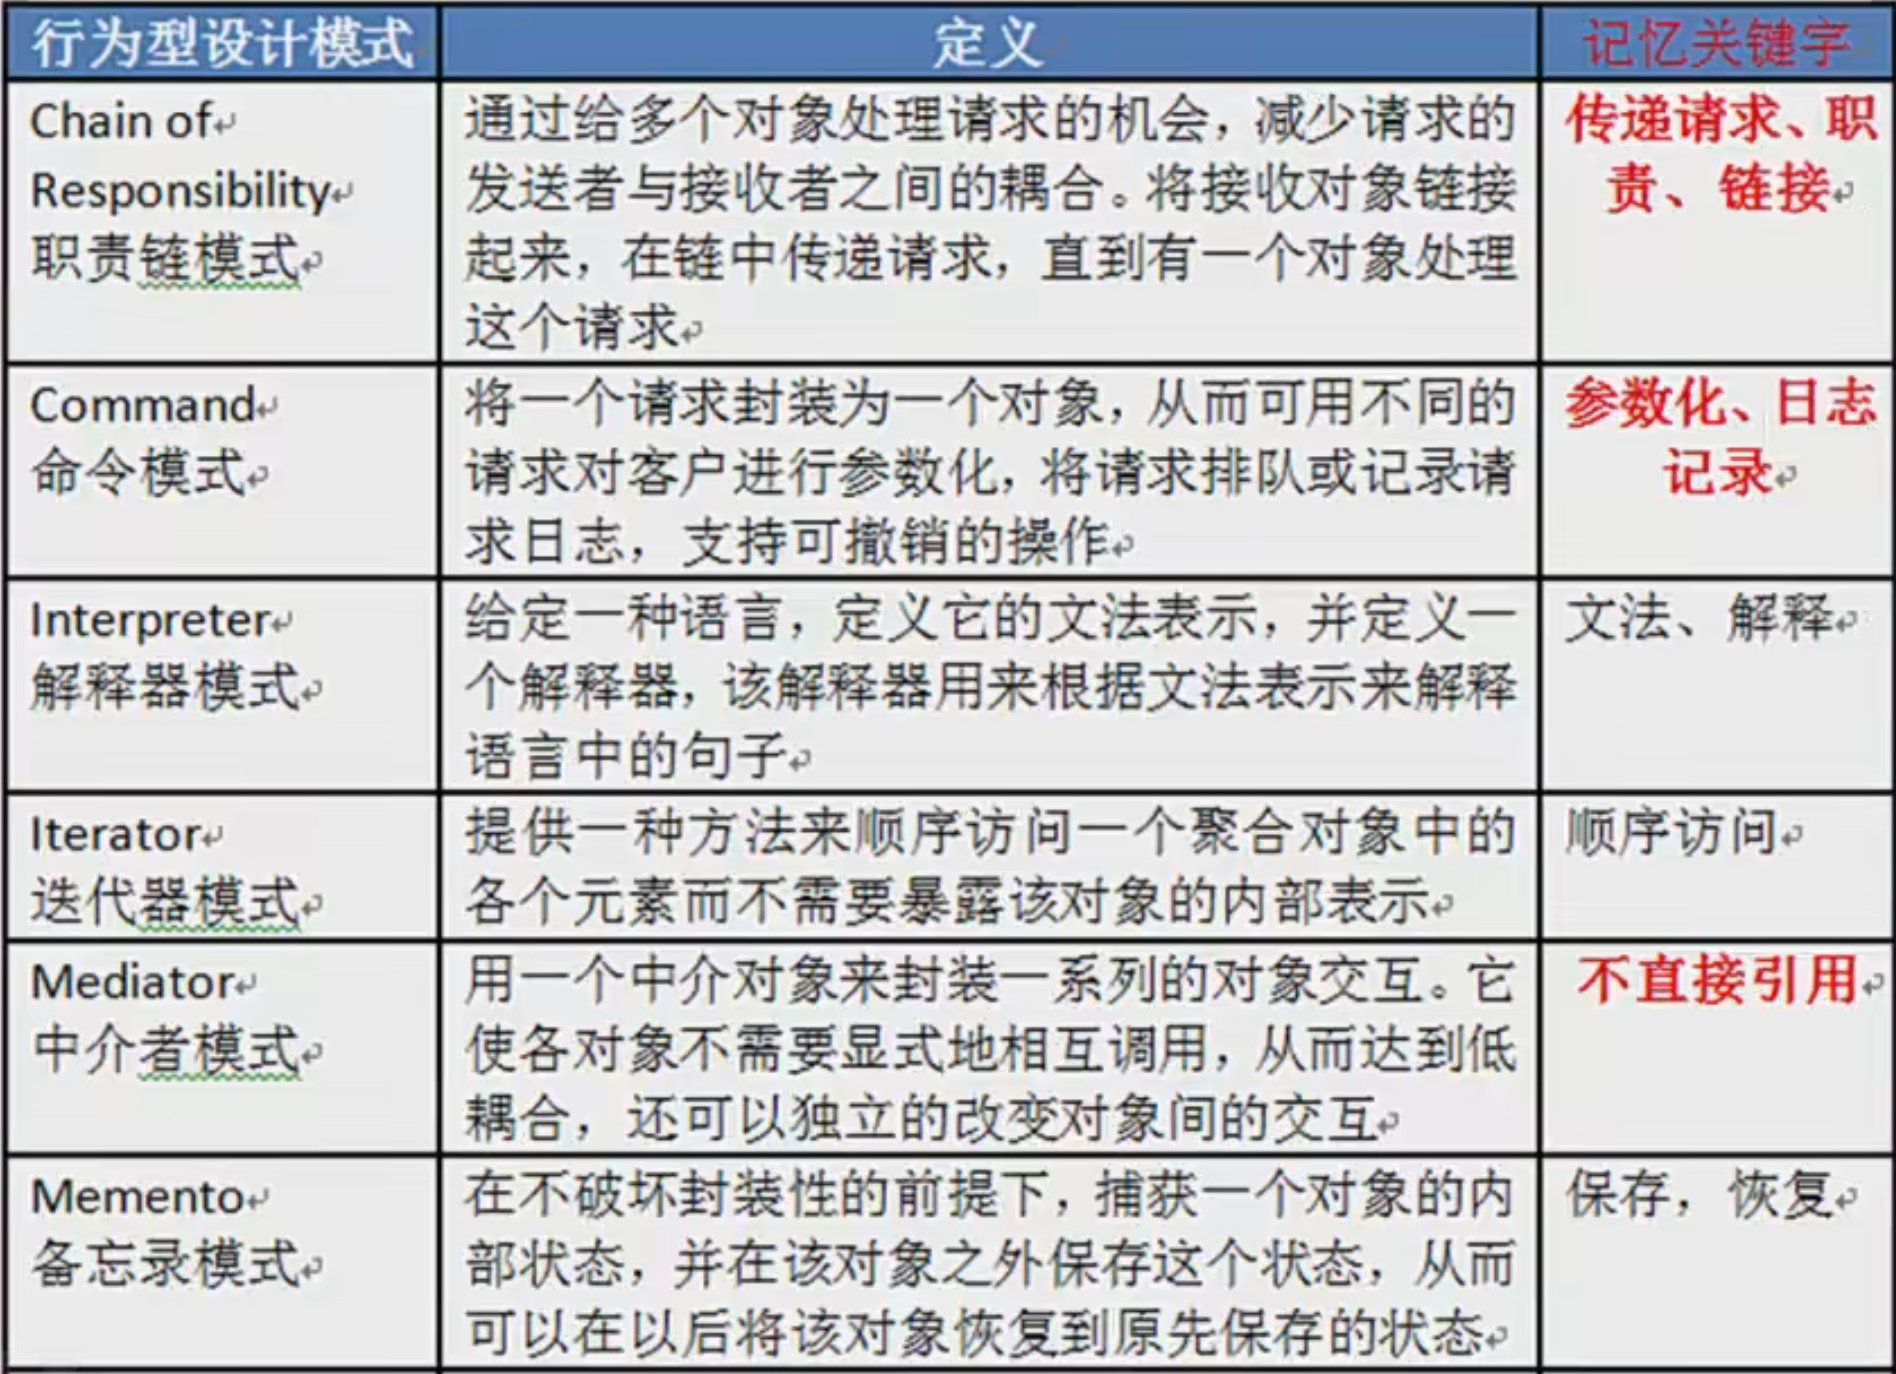 行为型设计模式
定义
记忆关键字
Chain of
Responsibility
职责链模式
通过给多个对象处理请求的机会，减少请求的
发送者与接收者之间的耦合。将接收对象链接
起来，在链中传递请求，直到有一个对象处理
这个请求
传递请求、职
责、链接
Command
命令模式
将一个请求封装为一个对象，从而可用不同的
请求对客户进行参数化，将请求排队或记录请
求日志，支持可撤销的操作
参数化、日志
记录
Interpreter
解释器模式
给定一种语言，定义它的文法表示，并定义一
个解释器，该解释器用来根据文法表示来解释
语言中的句子
文法、解释
Iterator
迭代器模式
提供一种方法来顺序访问一个聚合对象中的
各个元素而不需要暴露该对象的内部表示
顺序访问
Mediator
中介者模式
用一个中介对象来封装一系列的对象交互。它
使各对象不需要显式地相互调用，从而达到低
耦合，还可以独立的改变对象间的交互
不直接引用
Memento
备忘录模式
在不破坏封装性的前提下，捕获一个对象的内
部状态，并在该对象之外保存这个状态，从而
可以在以后将该对象恢复到原先保存的状态
保存，恢复